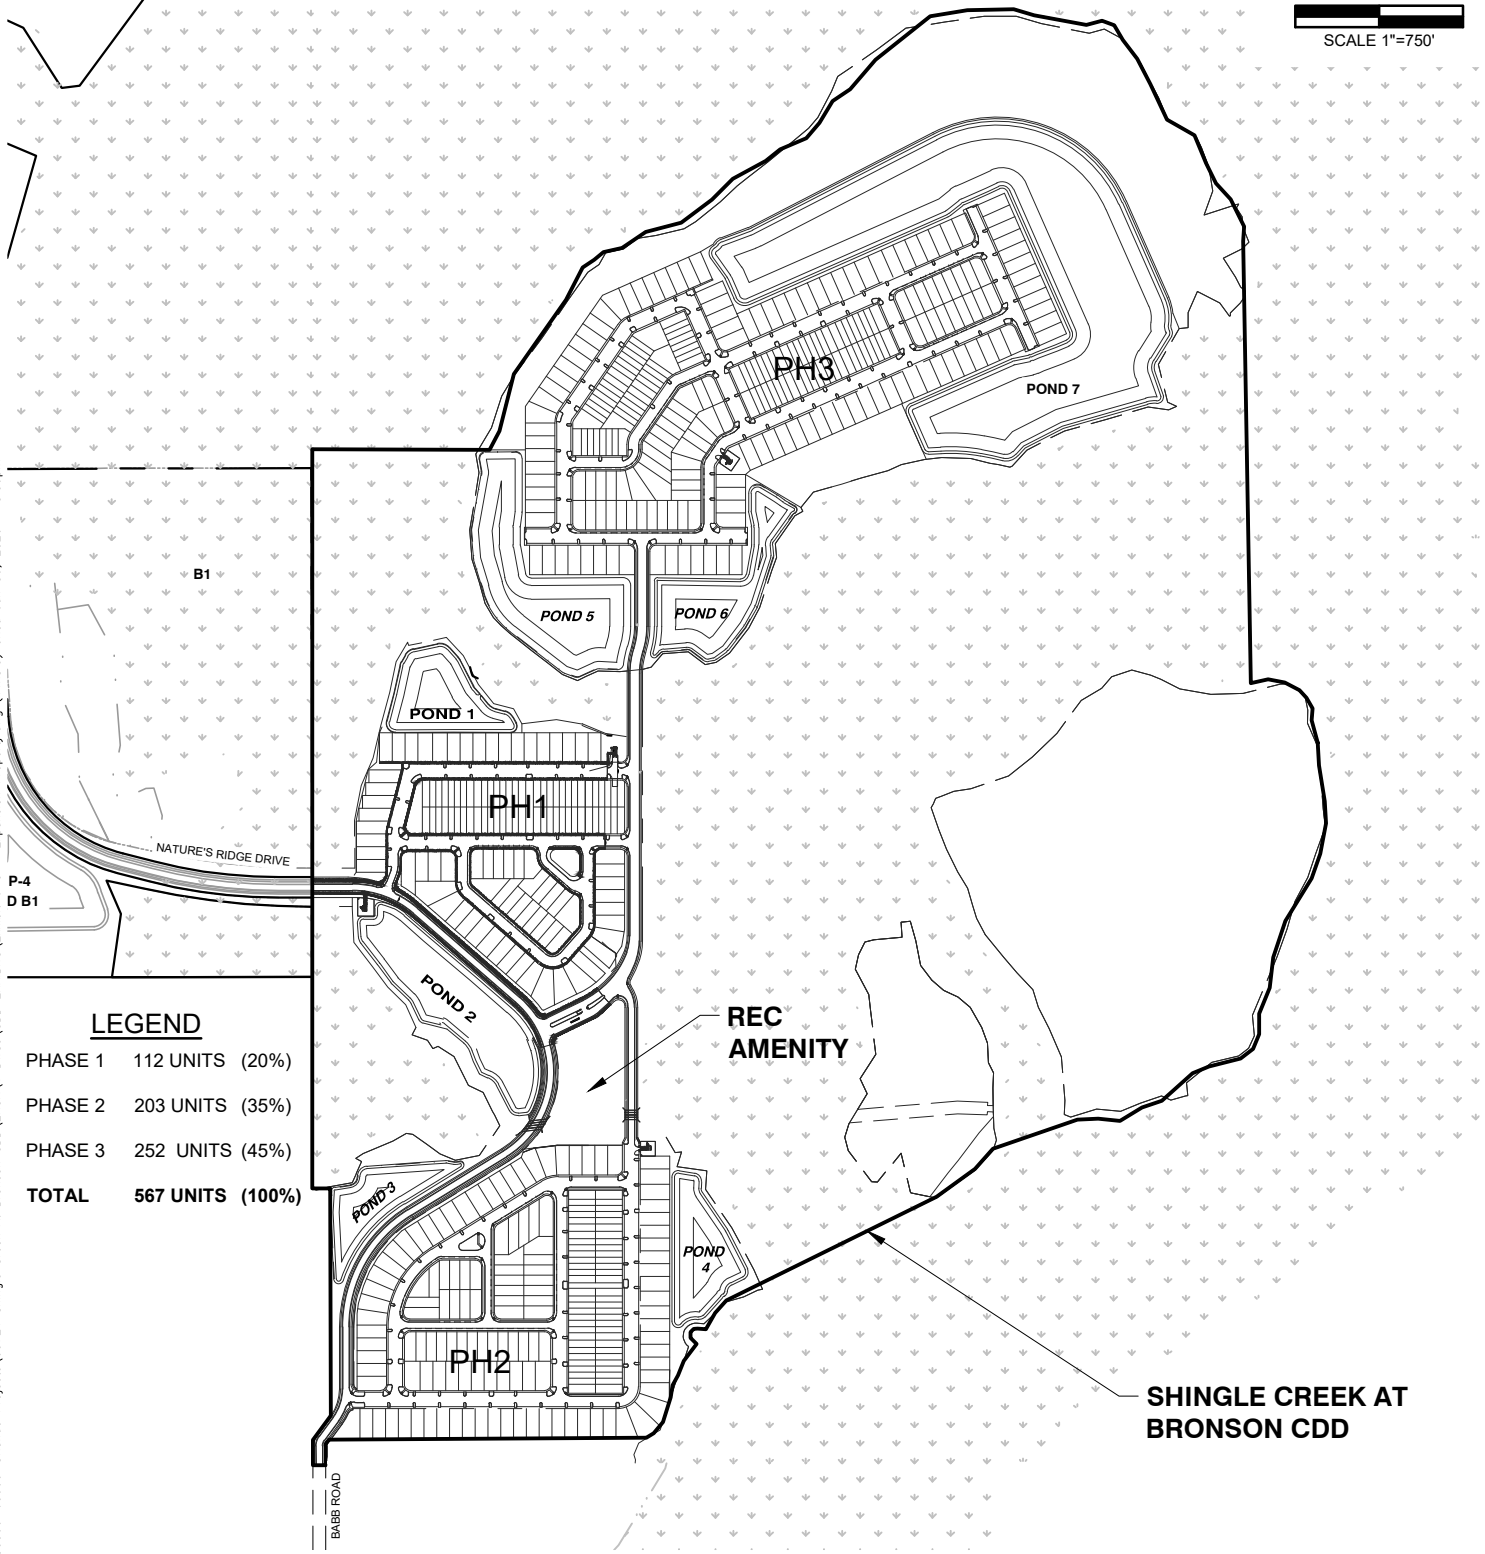 SCALE 1"=750'
PH3
POND 7
B1
POND 5
POND 6
POND 1
PH1
NATURE'S RIDGE DRIVE
P-4
D B1
POND 2
REC
AMENITY
LEGEND
PHASE 1 112 UNITS (20%)
PHASE 2 203 UNITS (35%)
PHASE 3 252 UNITS (45%)
TOTAL 567 UNITS (100%)
POND 3
POND
4
PH2
SHINGLE CREEK AT
BRONSON CDD
BABB ROAD